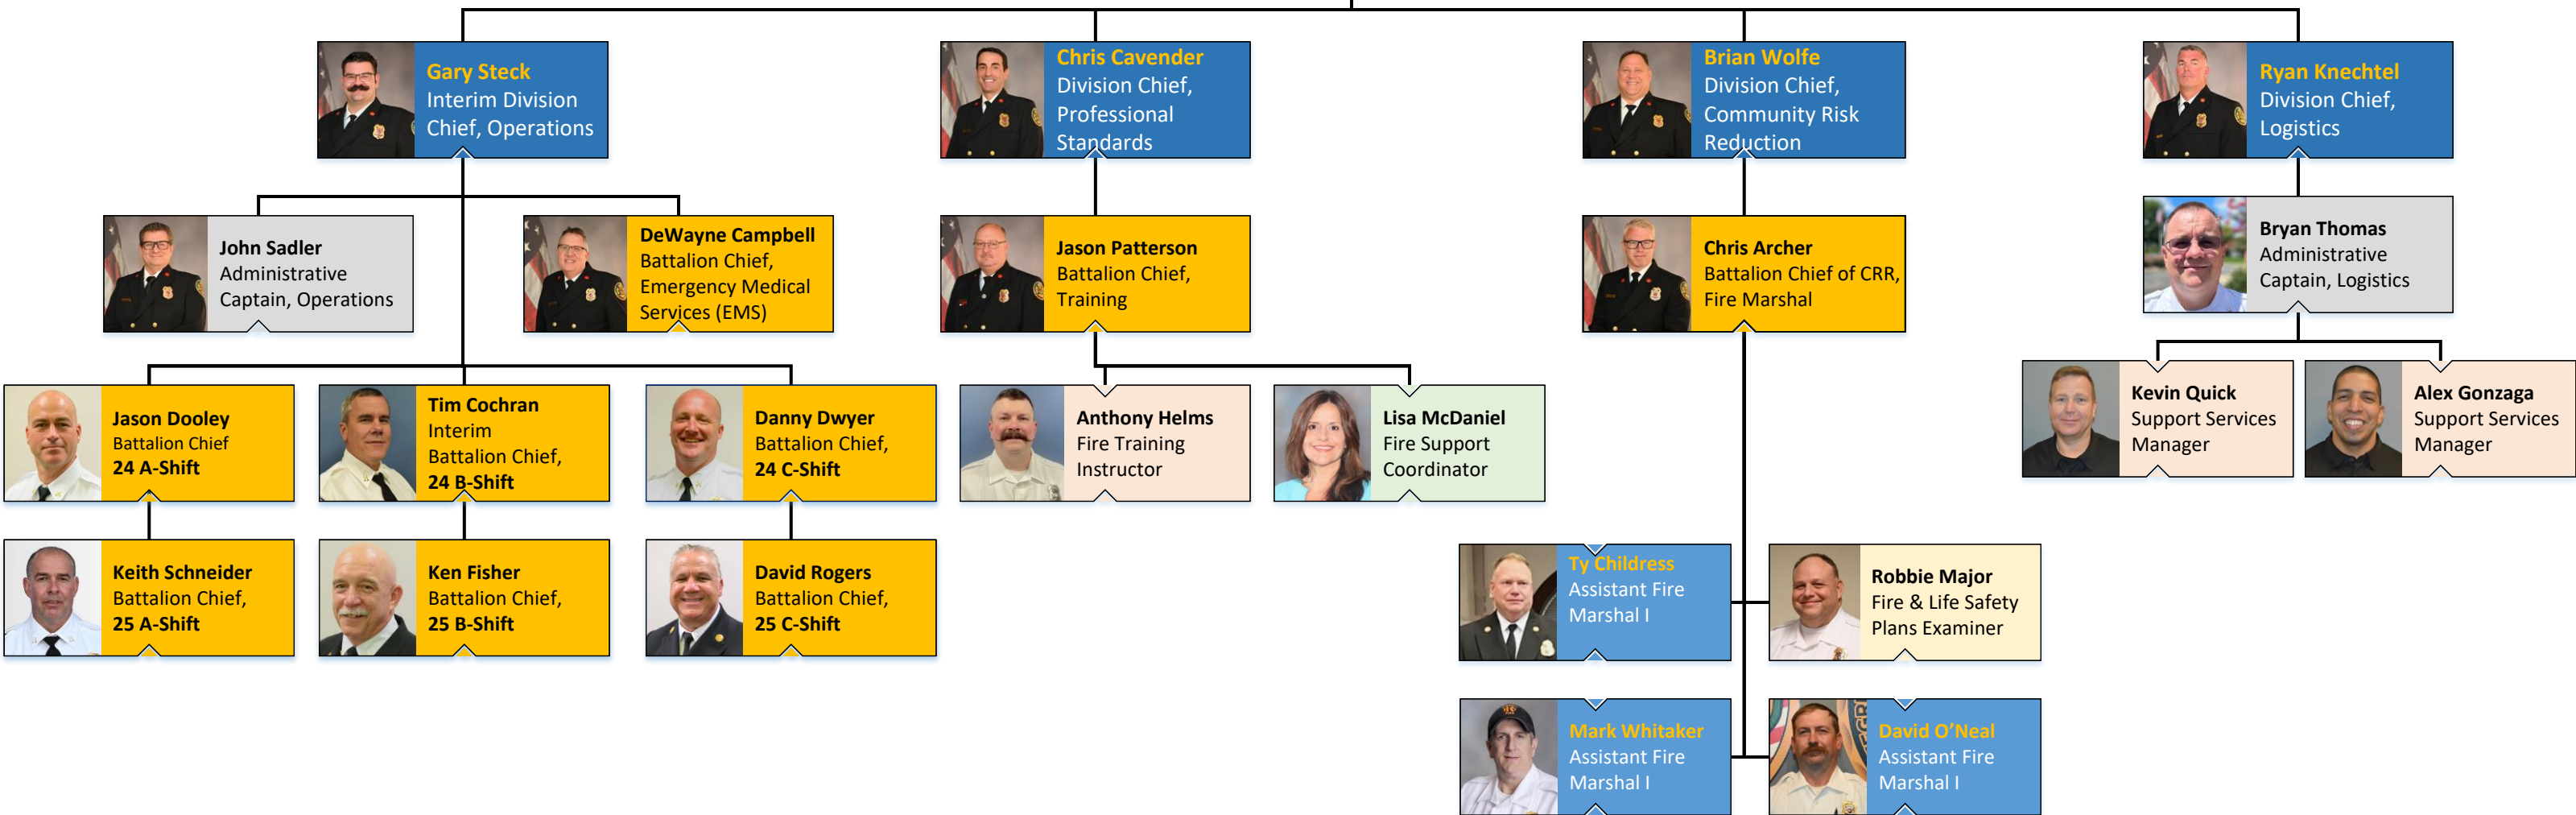 Gary Steck
Interim Division
Chief, Operations
Chris Cavender
Division Chief,
Professional
Standards
Brian Wolfe
Division Chief,
Community Risk
Reduction
Ryan Knechtel
Division Chief,
Logistics
John Sadler
Administrative
Captain, Operations
DeWayne Campbell
Battalion Chief,
Emergency Medical
Services (EMS)
Jason Patterson
Battalion Chief,
Training
Chris Archer
Battalion Chief of CRR,
Fire Marshal
Bryan Thomas
Administrative
Captain, Logistics
Jason Dooley
Battalion Chief
24 A-Shift
Tim Cochran
Interim
Battalion Chief,
24 B-Shift
Danny Dwyer
Battalion Chief,
24 C-Shift
Anthony Helms
Fire Training
Instructor
Lisa McDaniel
Fire Support
Coordinator
Kevin Quick
Support Services
Manager
Alex Gonzaga
Support Services
Manager
Keith Schneider
Battalion Chief,
25 A-Shift
Ken Fisher
Battalion Chief,
25 B-Shift
David Rogers
Battalion Chief,
25 C-Shift
Ty Childress
Assistant Fire
Marshal I
Robbie Major
Fire & Life Safety
Plans Examiner
Mark Whitaker
Assistant Fire
Marshal I
David O’Neal
Assistant Fire
Marshal I